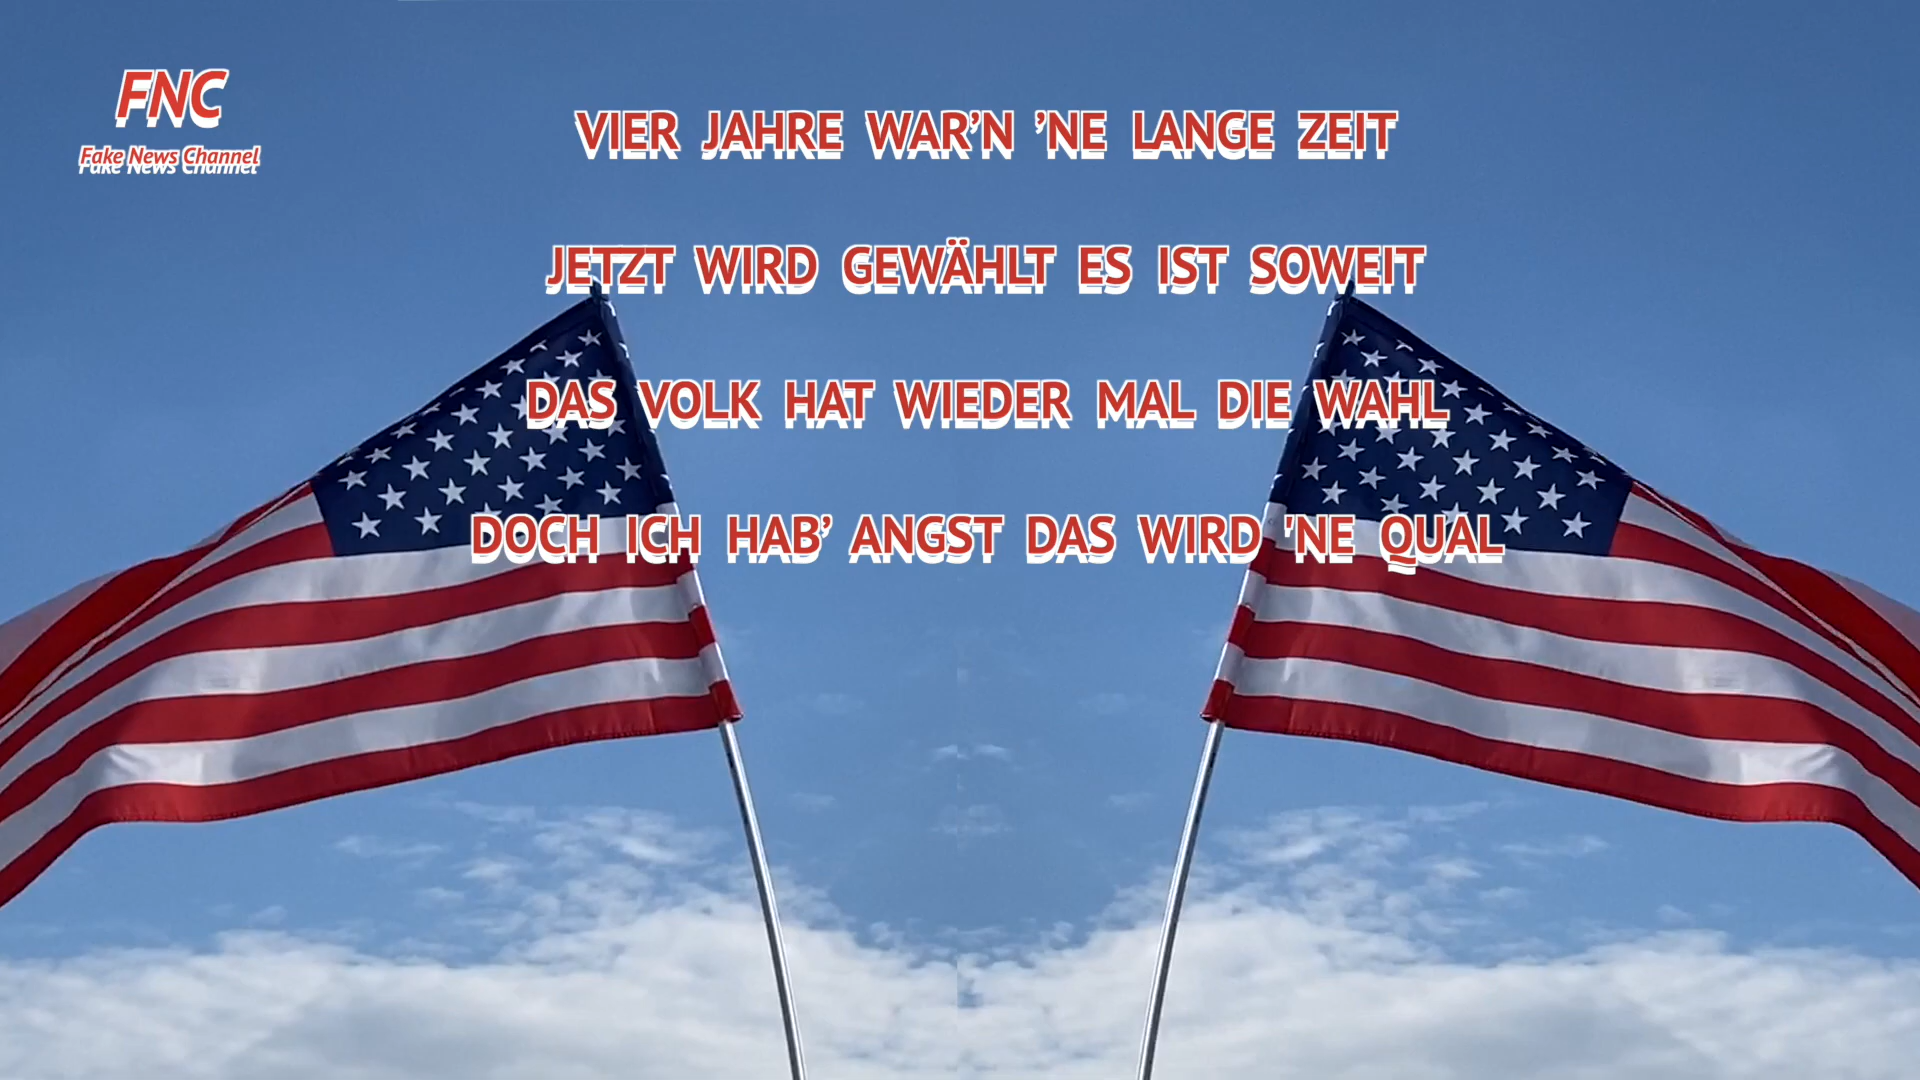 FNC
Fake News Channel
VIER JAHRE WAR’N ’NE LANGE ZEIT
JETZT WIRD GEWÄHLT ES IST SOWEIT
DAS VOLK HAT WIEDER MAL DIE WAHL
DOCH ICH HAB’ ANGST DAS WIRD 'NE QUAL